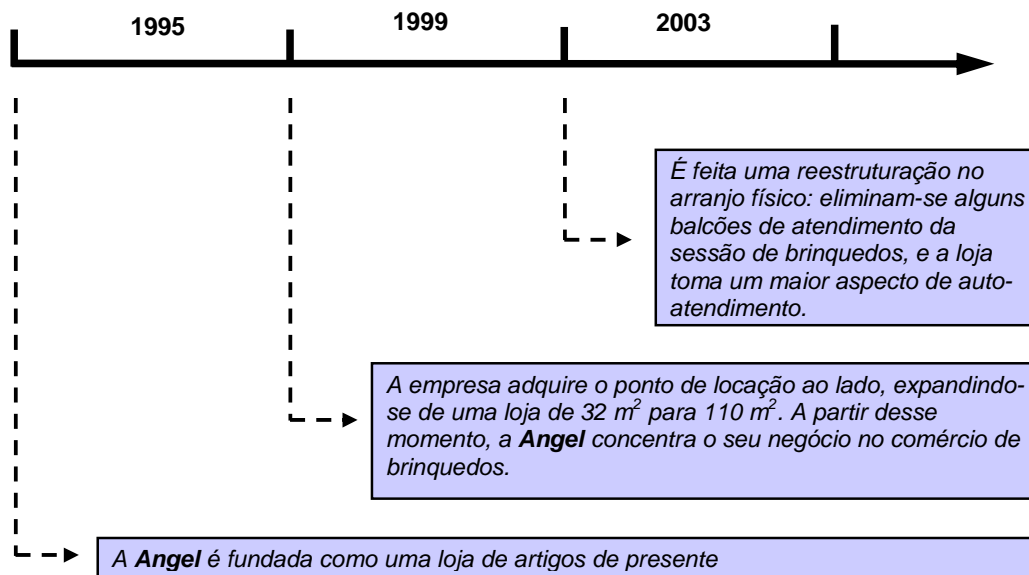 1995 1999 2003
É feita uma reestruturação no
arranjo físico: eliminam-se alguns
balcões de atendimento da
sessão de brinquedos, e a loja
toma um maior aspecto de auto-
atendimento.
A empresa adquire o ponto de locação ao lado, expandindo-
se de uma loja de 32 m² para 110 m². A partir desse
momento, a Angel concentra o seu negócio no comércio de
brinquedos.
A Angel é fundada como uma loja de artigos de presente